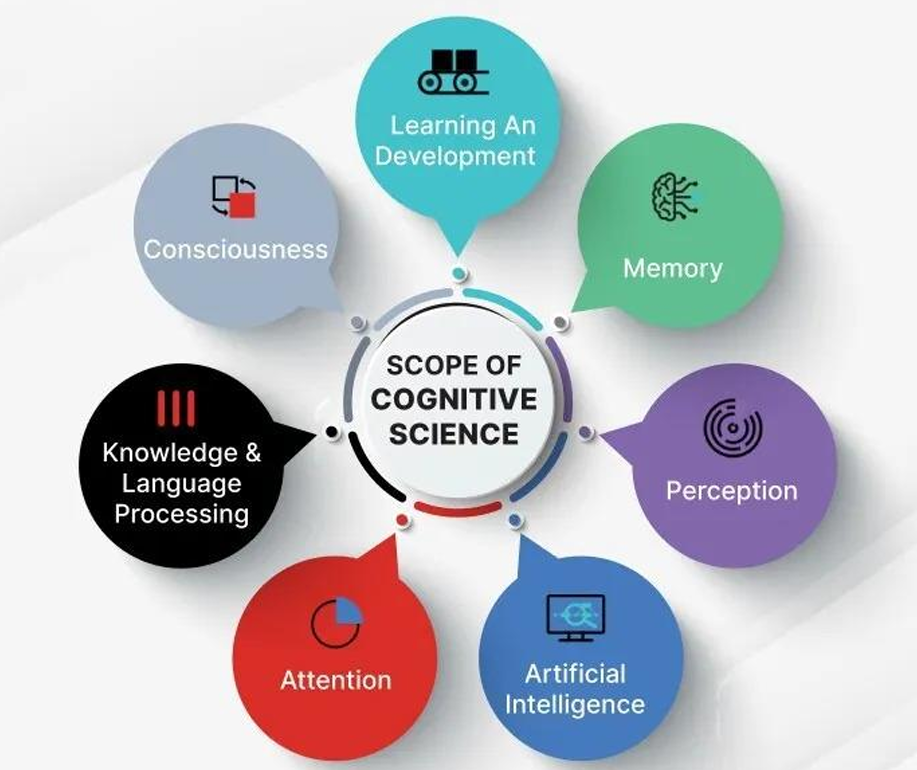 SCOPE OF
COGNITIVE
SCIENCE
Learning An
Development
Memory
Perception
Artificial
Intelligence
Attention
Knowledge &
Language
Processing
Consciousness